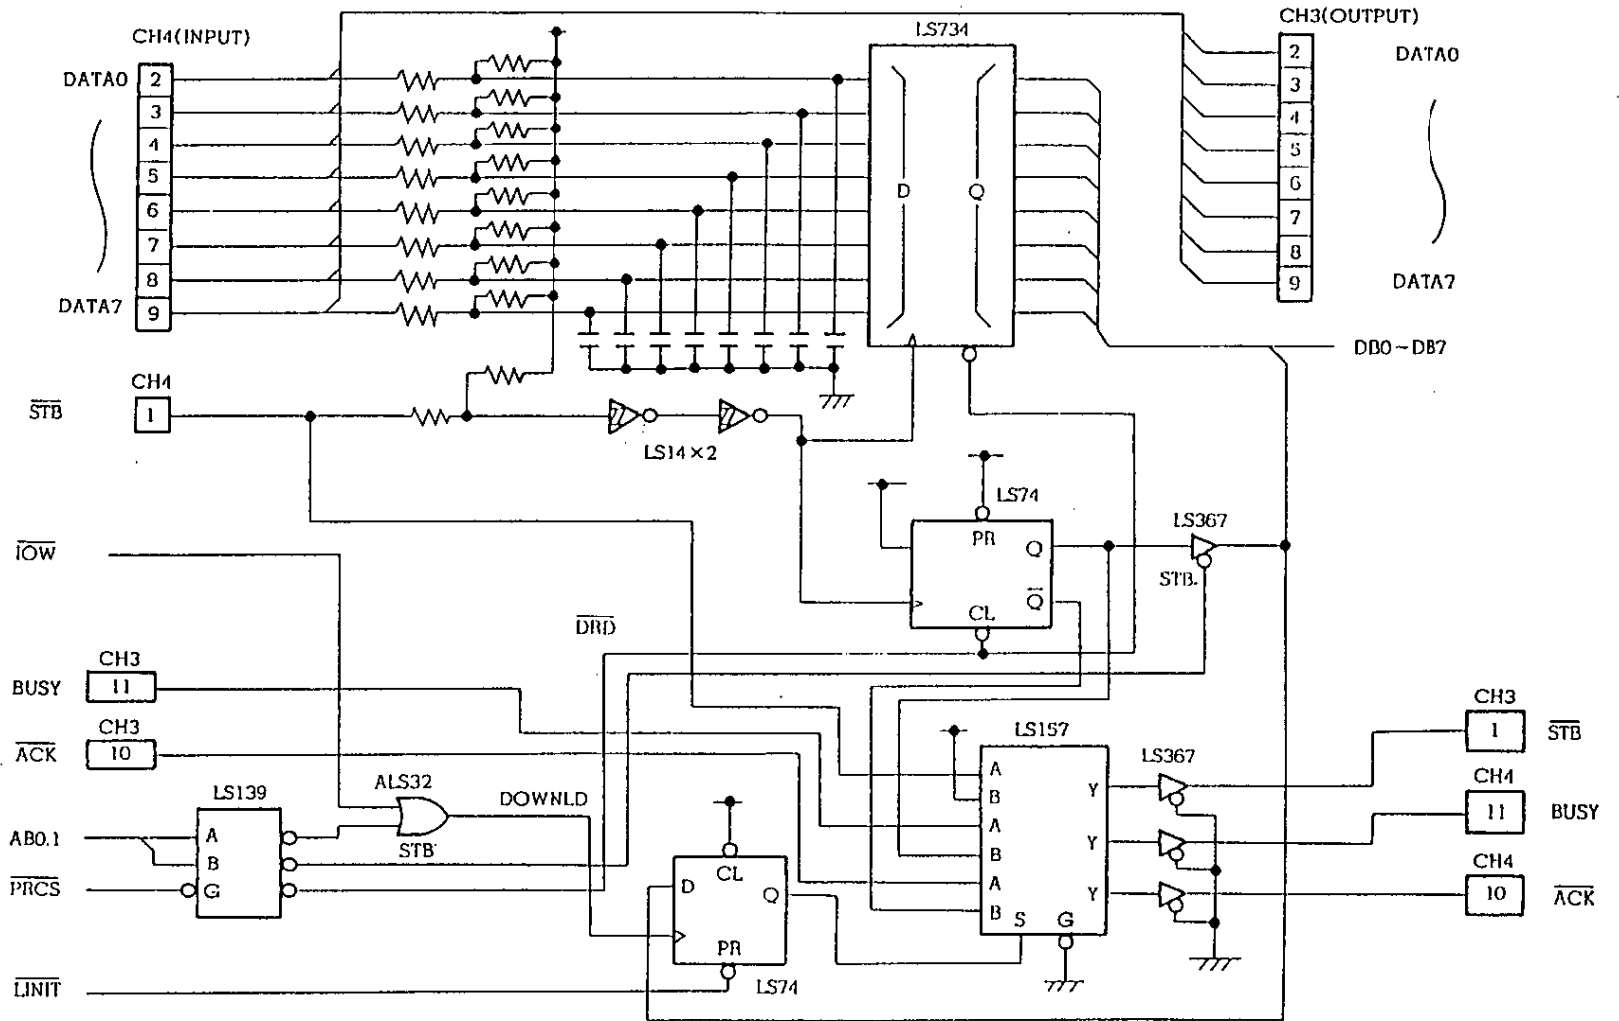 CH4(INPUT)
DATA0
2
3
4
5
6
7
8
DATA7
9
LS734
D
Q
CH3(OUTPUT)
2
DATA0
3
4
5
6
7
8
DATA7
9
DB0~DB7
CH4
STB
1
LS14×2
LS74
PR
Q
Q
CL
LS367
STB.
IOW
DRD
CH3
BUSY
11
CH3
ACK
10
LS139
AB0.1
A
B
PRCS
G
ALS32
STB
DOWNLD
D
CL
Q
PR
LS74
LINIT
LS157
A
B
A
B
A
B
Y
Y
Y
S
G
LS367
CH3
1
STB
CH4
11
BUSY
CH4
10
ACK